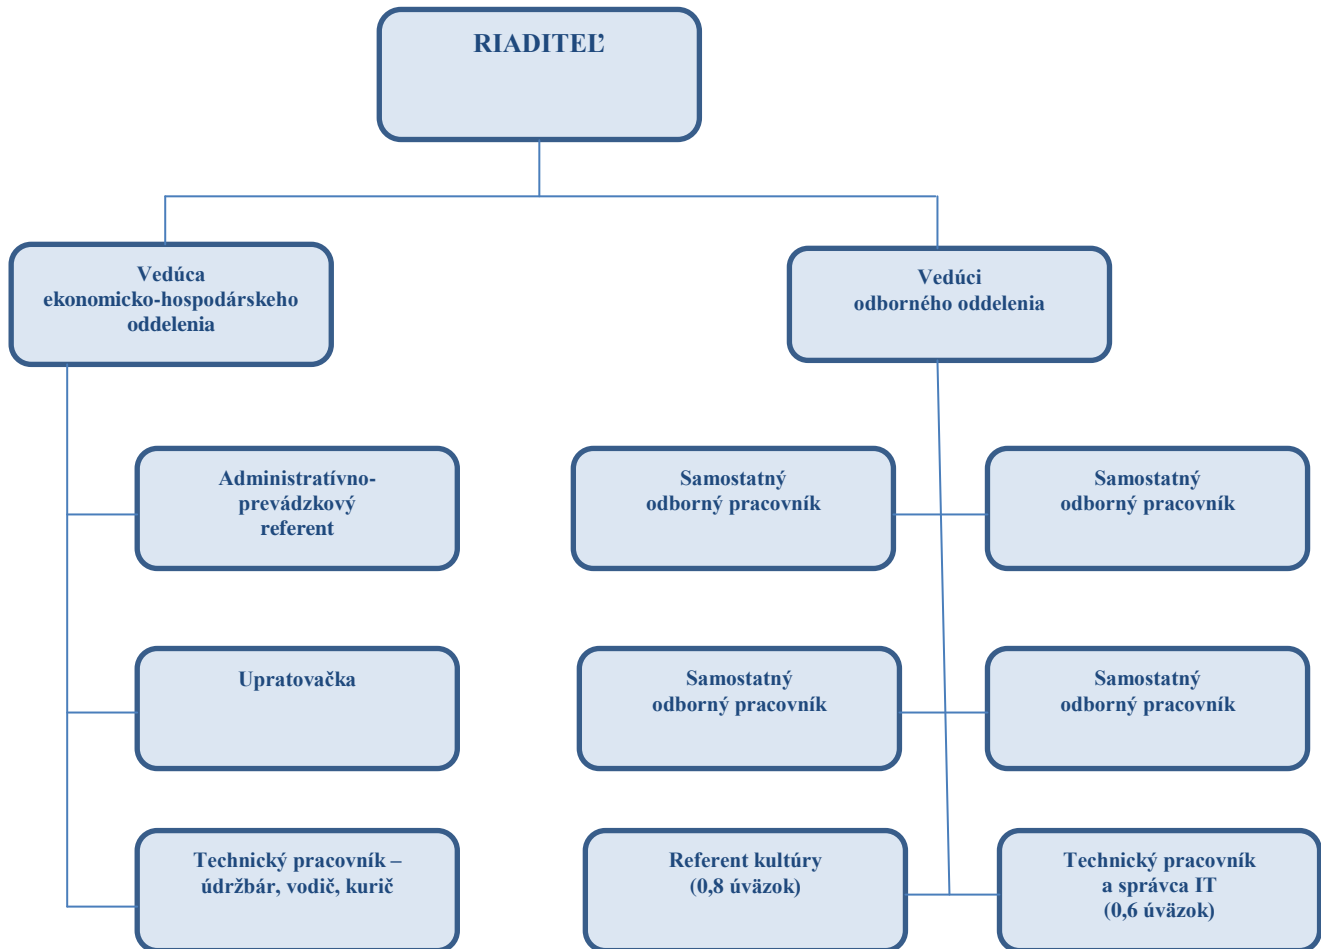 RIADITEĽ
Vedúca
ekonomicko-hospodárskeho
oddelenia
Vedúci
odborného oddelenia
Administratívno-
prevádzkový
referent
Samostatný
odborný pracovník
Samostatný
odborný pracovník
Upratovačka
Samostatný
odborný pracovník
Samostatný
odborný pracovník
Technický pracovník –
údržbár, vodič, kurič
Referent kultúry
(0,8 úväzok)
Technický pracovník
a správca IT
(0,6 úväzok)